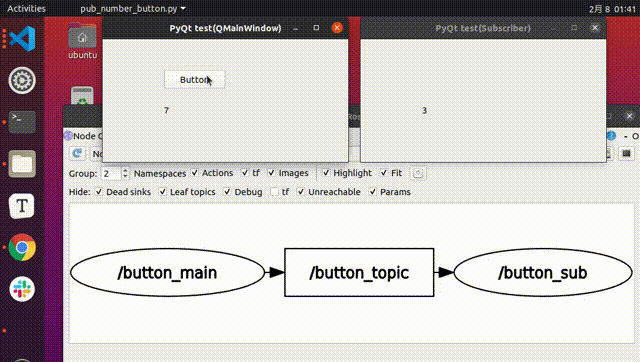 Activities
pub_number_button.py
2月 8 01:41
PyQt test(QMainWindow)
PyQt test(Subscriber)
ubuntu
Button
7
3
Group: 2 Namespaces Actions tf Images Highlight Fit
Hide: Dead sinks Leaf topics Debug tf Unreachable Params
/button_main
/button_topic
/button_sub